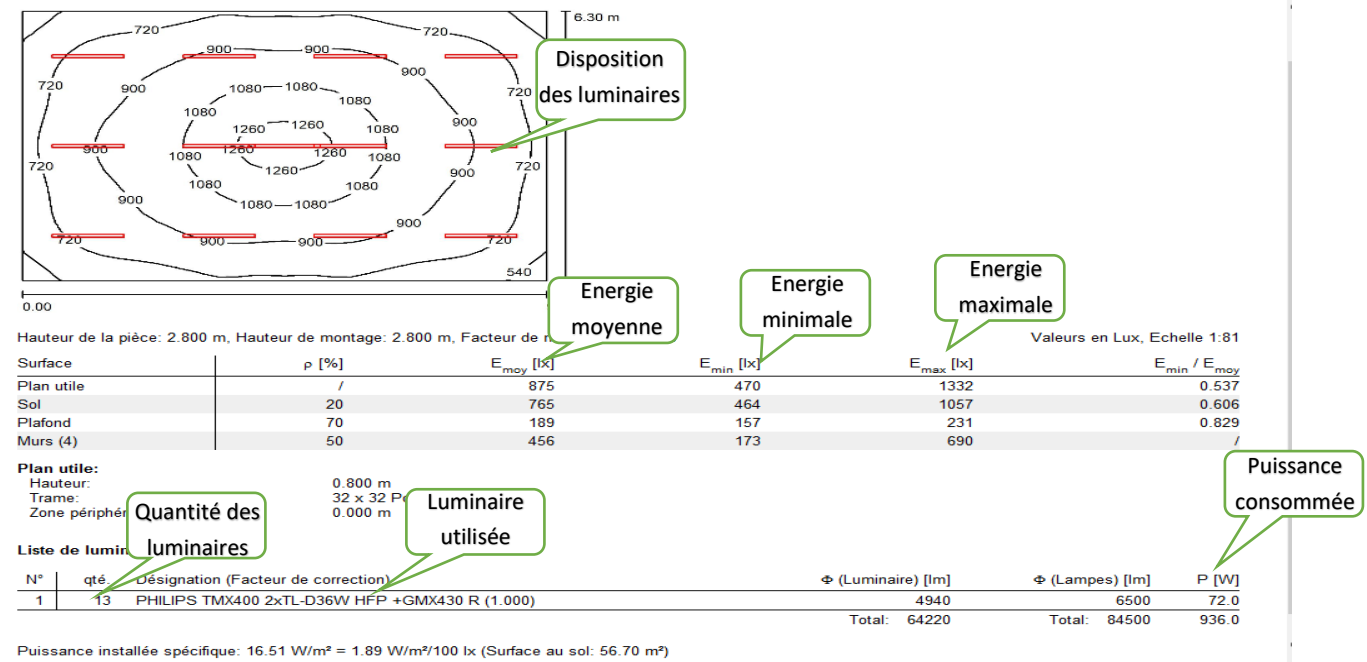 6.30 m
720 720
900 900
Disposition
des luminaires
900
720 900 1080 1080 720
1080 1080
1260 1260 1080 900
900 1080 1260 1260 1080
720 1260 900 720
1080 1080
900 1080 1080 900
720 900 900 720
540
0.00
Energie
moyenne
Energie
minimale
Energie
maximale
Hauteur de la pièce: 2.800 m, Hauteur de montage: 2.800 m, Facteur de
Valeurs en Lux, Echelle 1:81
Surface ρ [%] Emoy [lx] Emin [lx] Emax [lx] Emin / Emoy
Plan utile / 875 470 1332 0.537
Sol 20 765 464 1057 0.606
Plafond 70 189 157 231 0.829
Murs (4) 50 456 173 690 /
Plan utile:
Hauteur: 0.800 m
Trame: 32 x 32
Zone 0.000 m
Quantité des
luminaires
Luminaire
utilisée
Puissance
consommée
Liste de
N° qté. Désignation (Facteur de correction) Φ (Luminaire) [lm] Φ (Lampes) [lm] P [W]
1 13 PHILIPS TMX400 2xTL-D36W HFP +GMX430 R (1.000) 4940 6500 72.0
Total: 64220 Total: 84500 936.0
Puissance installée spécifique: 16.51 W/m² = 1.89 W/m²/100 lx (Surface au sol: 56.70 m²)